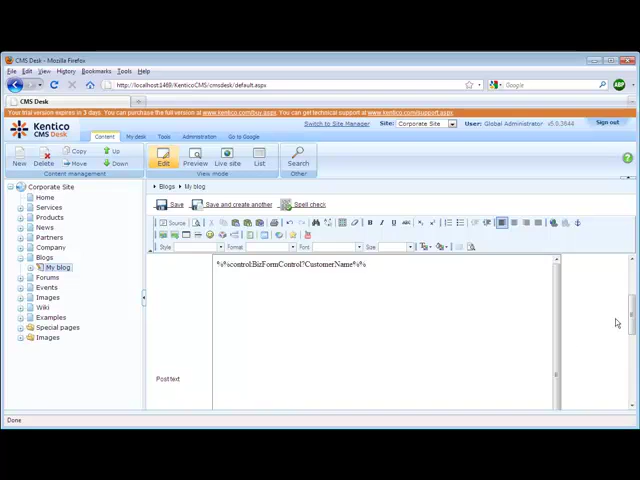 CMS Desk - Mozilla Firefox
File Edit View History Bookmarks Tools Help
http://localhost:1469/KenticoCMS/cmsdesk/default.aspx
Google
ABP
CMS Desk
Your trial version expires in 3 days. You can purchase the full version at www.kentico.com/buy.aspx. You can get technical support at www.kentico.com/support.aspx.
Switch to Site Manager Site: Corporate Site User: Global Administrator v5.0.3644 Sign out
Kentico
CMS Desk
Content My desk Tools Administration Go to Google
New Delete Copy Move Up Down
Edit Preview Live site List
Search
Content management View mode Other
Corporate Site
Home
Services
Products
News
Partners
Company
Blogs
My blog
Forums
Events
Images
Wiki
Examples
Special pages
Images
Blogs My blog
Save Save and create another Spell check
Source
Style Format Font Size
%%control:BizFormControl?CustomerName%%
Post text
Done